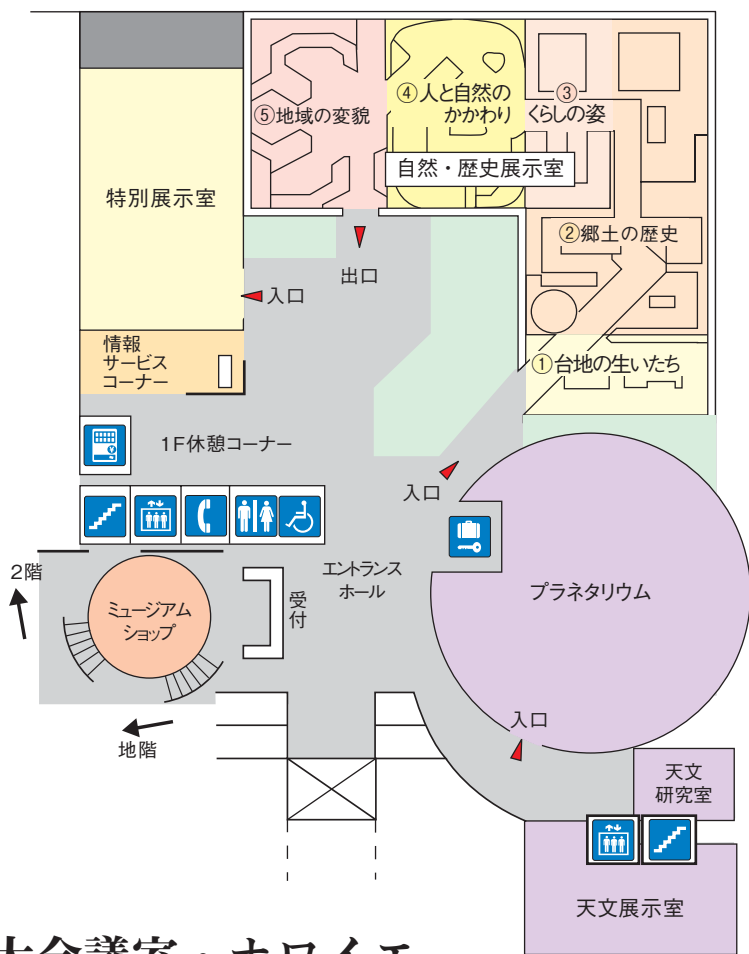 ⑤地域の変貌
④人と自然の
かかわり
③
くらしの姿
自然・歴史展示室
特別展示室
②郷土の歴史
出口
入口
情報
サービス
コーナー
①台地の生いたち
1F休憩コーナー
入口
2階
ミュージアム
ショップ
受付
エントランス
ホール
プラネタリウム
地階
入口
天文
研究室
天文展示室